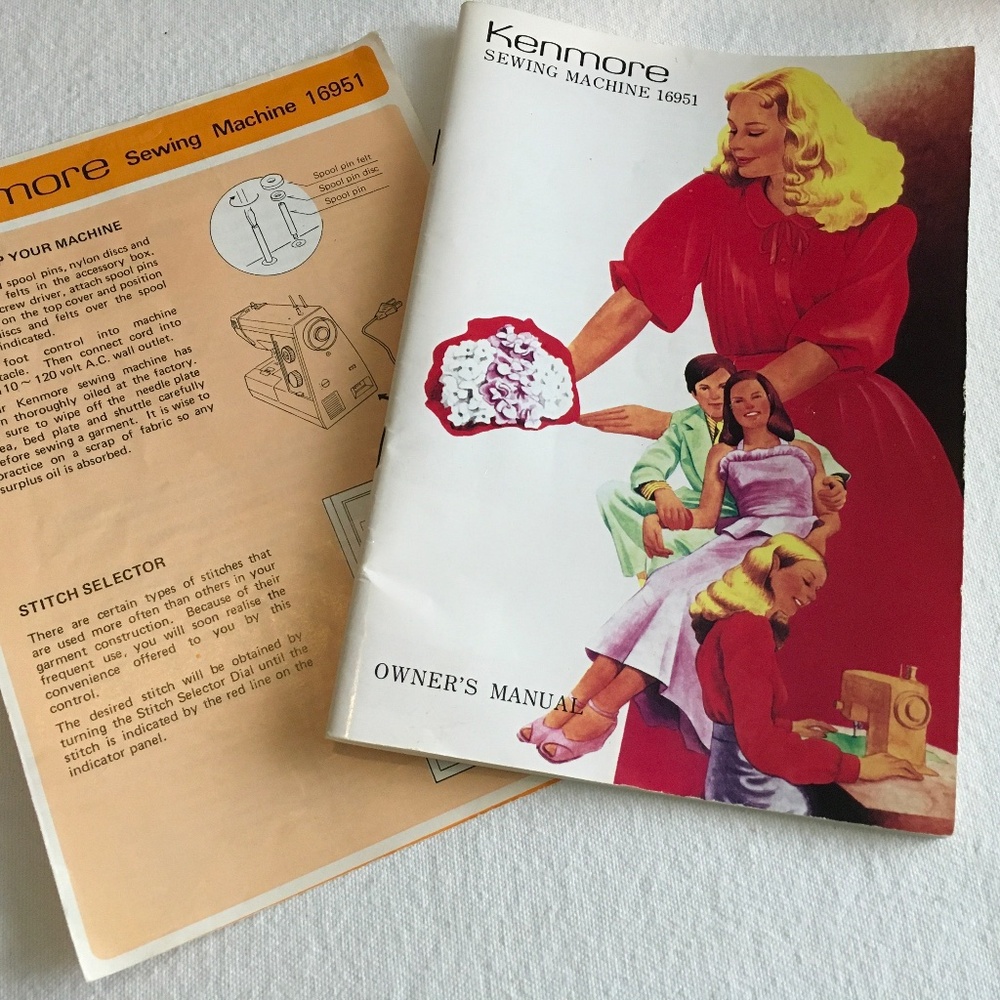 more Sewing Machine 16951
Spool pin felt
Spool pin disc
Spool pin
P YOUR MACHINE
spool pins, nylon discs and
felts in the accessory box.
crew driver, attach spool pins
on the top cover and position
discs and felts over the spool
indicated.
foot control into machine
tacle. Then connect cord into
110 ~ 120 volt A.C. wall outlet.
ur Kenmore sewing machine has
n thoroughly oiled at the factory.
sure to wipe off the needle plate
ea, bed plate and shuttle carefully
before sewing a garment. It is wise to
practice on a scrap of fabric so any
surplus oil is absorbed.
STITCH SELECTOR
There are certain types of stitches that
are used more often than others in your
garment construction. Because of their
frequent use, you will soon realise the
convenience offered to you by this
control.
The desired stitch will be obtained by
turning the Stitch Selector Dial until the
stitch is indicated by the red line on the
indicator panel.
Kenmore
SEWING MACHINE 16951
OWNER'S MANUAL